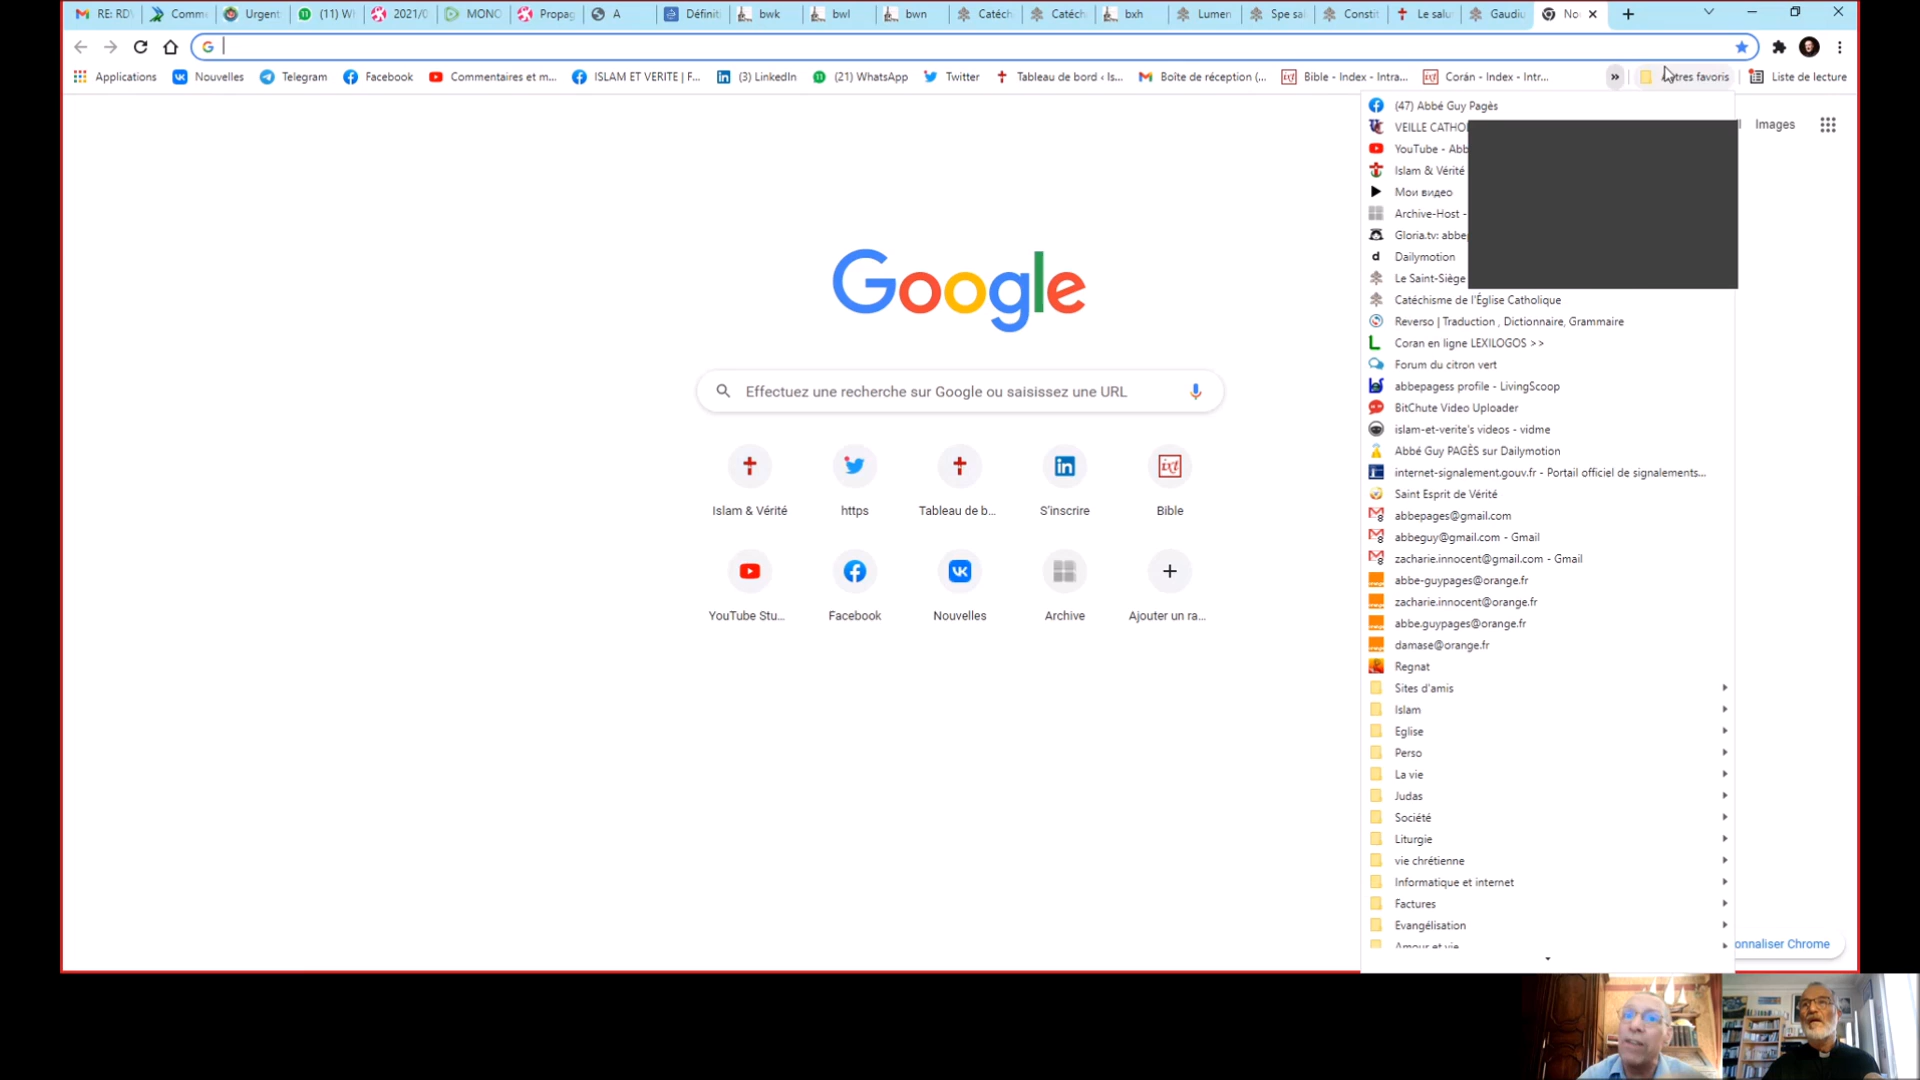 RE: RDV Comm Urgent (11) W 2021/0 MONO Propag A Définit bwk bwl bwn Catéch Catéch bxh Lumen Spe sal Constit Le salu Gaudiu No
Applications Nouvelles Telegram Facebook Commentaires et m... ISLAM ET VERITE | F... (3) LinkedIn (21) WhatsApp Twitter Tableau de bord ‹ Is... Boîte de réception (... Bible - Index - Intra... Corán - Index - Intr... » Autres favoris Liste de lecture
Images
(47) Abbé Guy Pagès
VEILLE CATHO
YouTube - Abb
Islam & Vérité
Мои видео
Archive-Host -
Gloria.tv: abbe
Dailymotion
Le Saint-Siège
Catéchisme de l'Église Catholique
Reverso | Traduction , Dictionnaire, Grammaire
Coran en ligne LEXILOGOS >>
Forum du citron vert
abbepagess profile - LivingScoop
BitChute Video Uploader
islam-et-verite's videos - vidme
Abbé Guy PAGÈS sur Dailymotion
internet-signalement.gouv.fr - Portail officiel de signalements...
Saint Esprit de Vérité
abbepages@gmail.com
abbeguy@gmail.com - Gmail
zacharie.innocent@gmail.com - Gmail
abbe-guypages@orange.fr
zacharie.innocent@orange.fr
abbe.guypages@orange.fr
damase@orange.fr
Regnat
Sites d'amis
Islam
Eglise
Perso
La vie
Judas
Société
Liturgie
vie chrétienne
Informatique et internet
Factures
Evangélisation
Amour et vie
Google
Effectuez une recherche sur Google ou saisissez une URL
Islam & Vérité https Tableau de b... S'inscrire Bible
YouTube Stu... Facebook Nouvelles Archive Ajouter un ra...
onnaliser Chrome